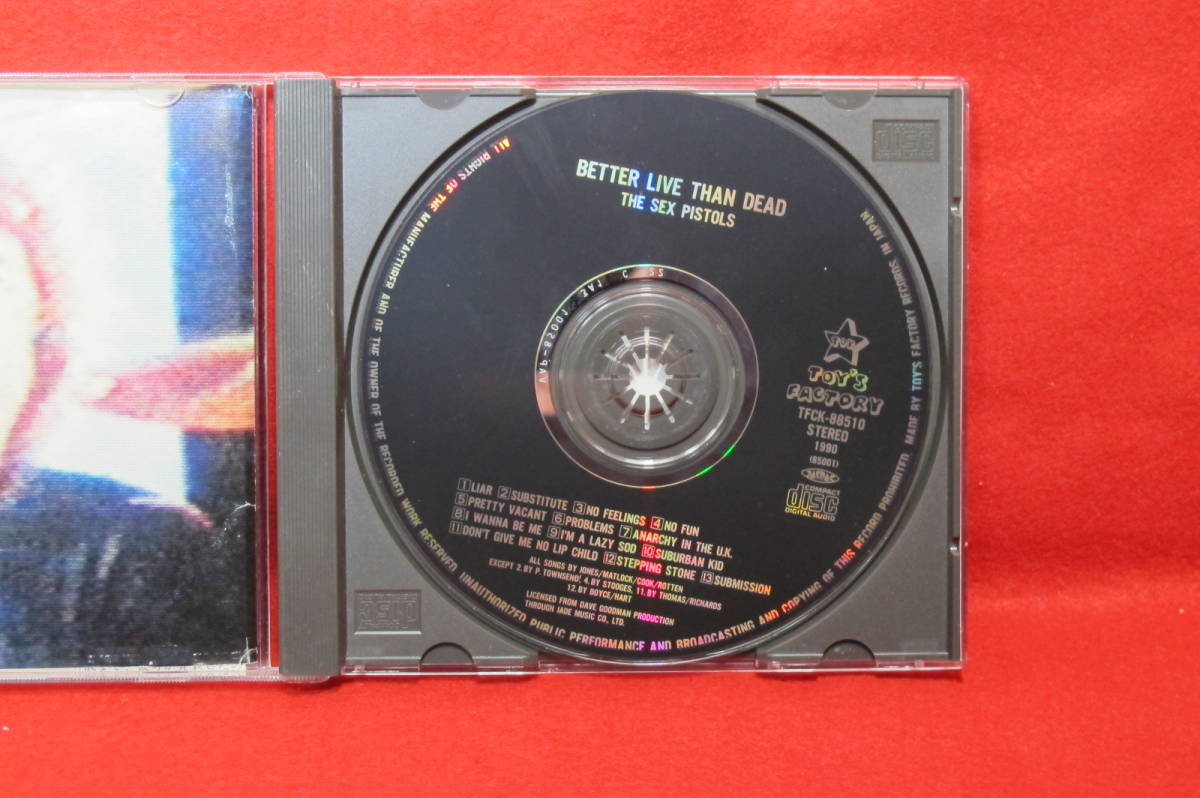 BETTER LIVE THAN DEAD
THE SEX PISTOLS
TOY'S
FACTORY
TFCK-88510
STEREO
1990
(85001)
COMPACT
disc
DIGITAL AUDIO
1 LIAR 2 SUBSTITUTE 3 NO FEELINGS 4 NO FUN
5 PRETTY VACANT 6 PROBLEMS 7 ANARCHY IN THE U.K.
8 I WANNA BE ME 9 I'M A LAZY SOD 10 SUBURBAN KID
11 DON'T GIVE ME NO LIP CHILD 12 STEPPING STONE 13 SUBMISSION
ALL SONGS BY JONES/MATLOCK/COOK/ROTTEN
EXCEPT 2. BY P. TOWNSEND, 4. BY STOOGES, 11. BY THOMAS/RICHARDS
12. BY BOYCE/HART
LICENSED FROM DAVE GOODMAN PRODUCTION
THROUGH JADE MUSIC CO., LTD.
ALL RIGHTS OF THE MANUFACTURER AND OF THE OWNER OF THE RECORDED WORK RESERVED. UNAUTHORIZED PUBLIC PERFORMANCE AND BROADCASTING AND COPYING OF THIS RECORD PROHIBITED. MADE BY TOY'S FACTORY RECORDS IN JAPAN